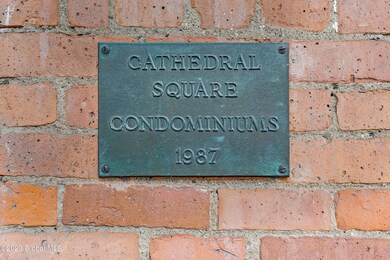 CATHEDRAL
SQUARE
CONDOMINIUMS
1987